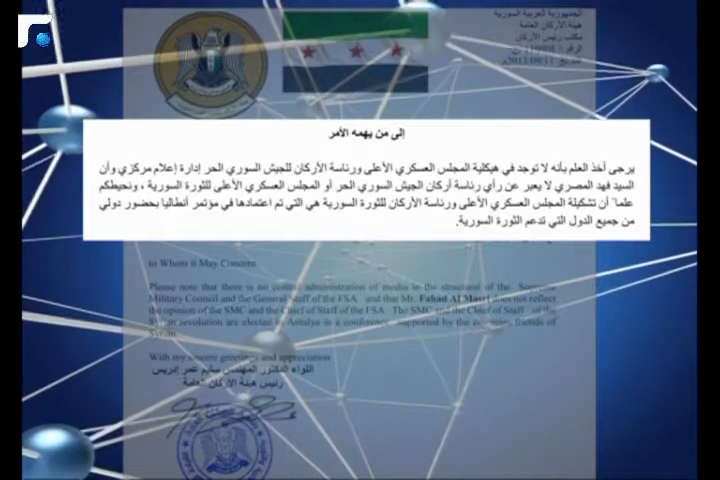 الجمهورية العربية السورية
هيئة الأركان العامة
مكتب رئيس الأركان
إلى من يهمه الأمر
يرجى أخذ العلم بأنه لا توجد في هيكلية المجلس العسكري الأعلى ورئاسة الأركان للجيش السوري الحر إدارة إعلام مركزي وأن
السيد فهد المصري لا يعبر عن رأي رئاسة أركان الجيش السوري الحر أو المجلس العسكري الأعلى للثورة السورية ، ونحيطكم
علما" أن تشكيلة المجلس العسكري الأعلى ورئاسة الأركان للثورة السورية هي التي تم اعتمادها في مؤتمر أنطاليا بحضور دولي
من جميع الدول التي تدعم الثورة السورية.
to Whom it May Concern
Please note that there is no central administration of media in the structural of the Supreme
Military Council and the General Staff of the FSA and that Mr. Fahad Al Masri does not reflect
the opinion of the SMC and the Chief of Staff of the FSA. The SMC and the Chief of Staff of the
Syrian revolution are elected in Antalya in a conference supported by the countries friends of
With my sincere greetings and appreciation
اللواء الدكتور المهندس سليم عمر إدريس
رئيس هيئة الأركان العامة